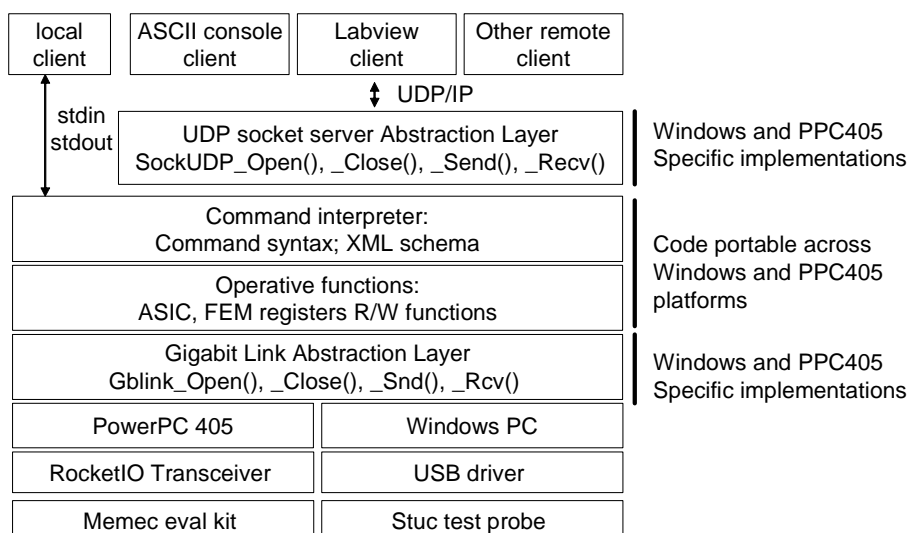 local
client
ASCII console
client
Labview
client
Other remote
client
stdin
stdout
UDP/IP
UDP socket server Abstraction Layer
SockUDP_Open(), _Close(), _Send(), _Recv()
Windows and PPC405
Specific implementations
Command interpreter:
Command syntax; XML schema
Operative functions:
ASIC, FEM registers R/W functions
Code portable across
Windows and PPC405
platforms
Gigabit Link Abstraction Layer
Gblink_Open(), _Close(), _Snd(), _Rcv()
Windows and PPC405
Specific implementations
PowerPC 405
Windows PC
RocketIO Transceiver
USB driver
Memec eval kit
Stuc test probe